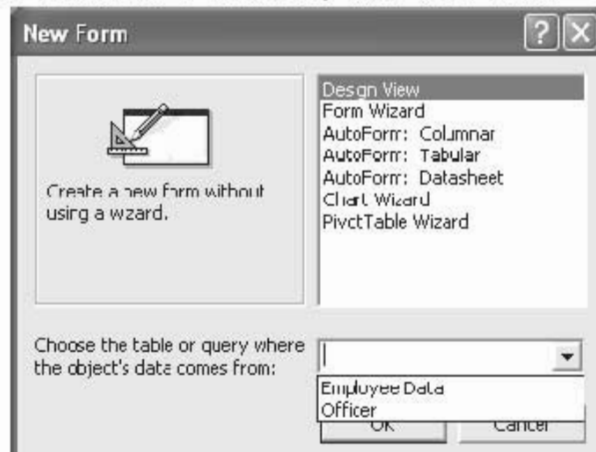 New Form
Design View
Form Wizard
AutoForm: Columnar
AutoForm: Tabular
AutoForm: Datasheet
Chart Wizard
PivotTable Wizard
Create a new form without
using a wizard.
Choose the table or query where
the object's data comes from:
Employee Data
Officer
OK
Cancel